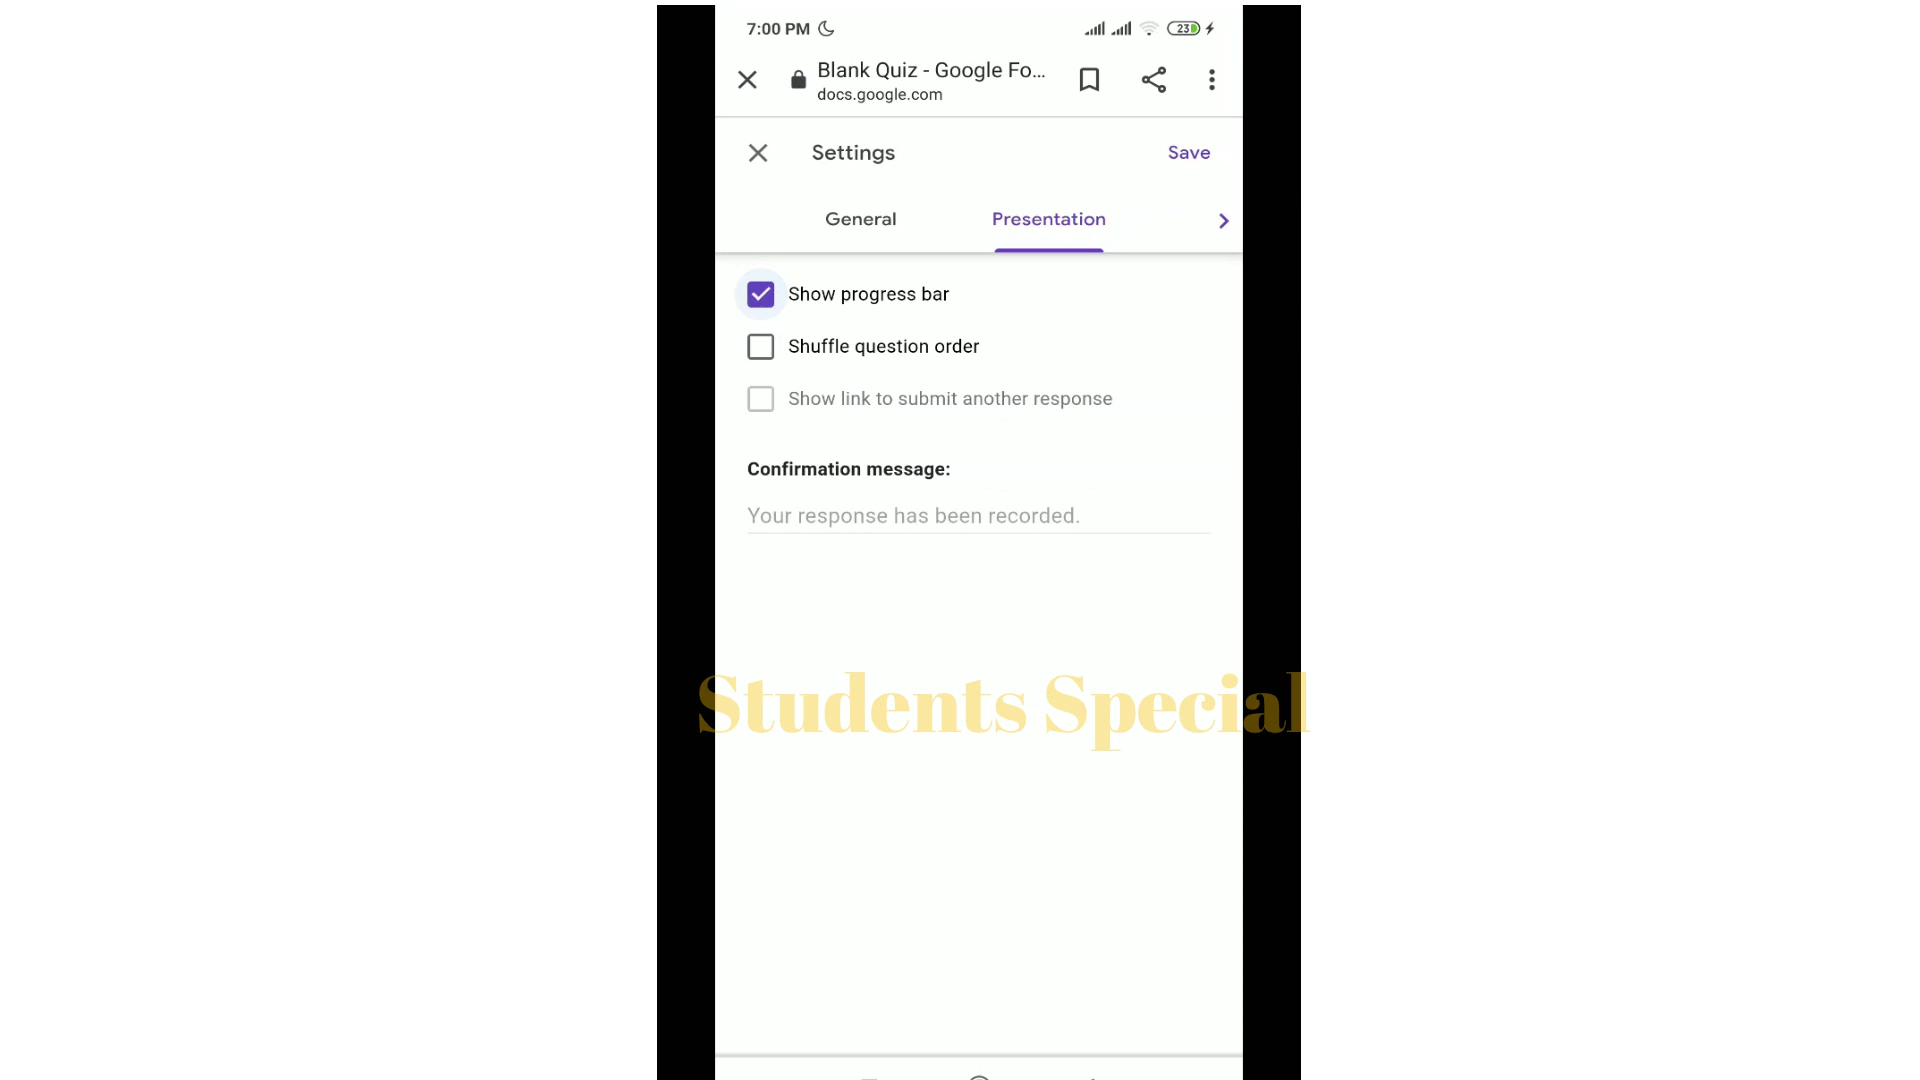 7:00 PM
23
Blank Quiz - Google Fo...
docs.google.com
Settings
Save
General
Presentation
Show progress bar
Shuffle question order
Show link to submit another response
Confirmation message:
Your response has been recorded.
Students Special